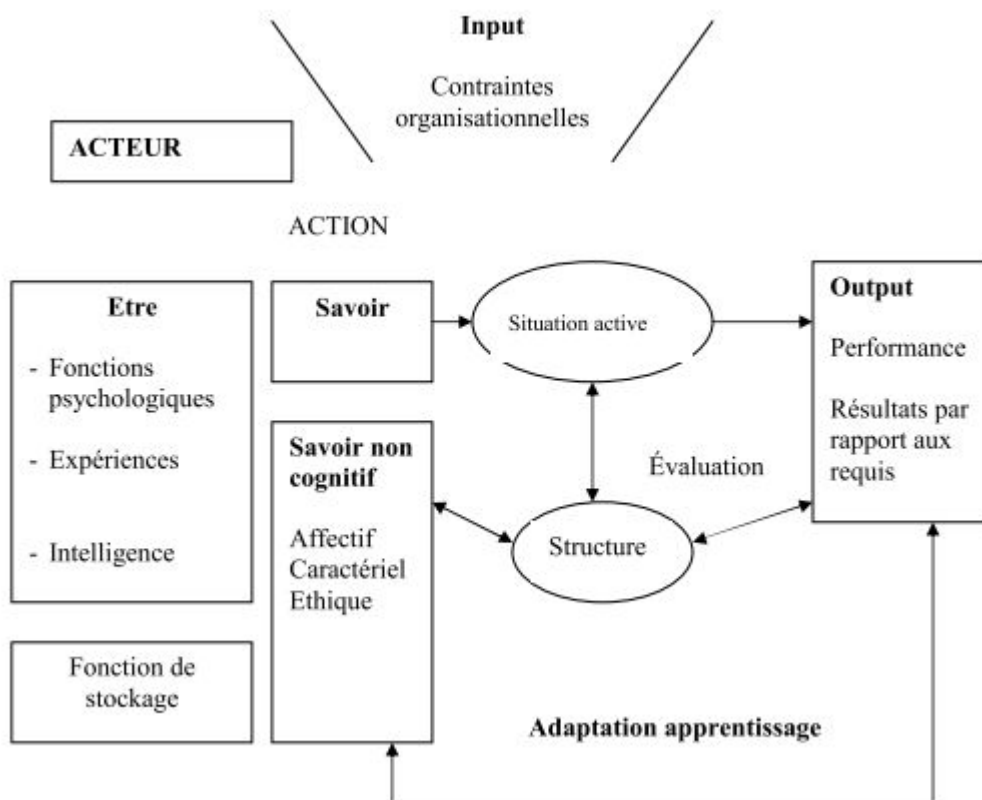 Input
Contraintes
organisationnelles
ACTEUR
ACTION
Etre
- Fonctions
psychologiques
- Expériences
- Intelligence
Fonction de
stockage
Savoir
Savoir non
cognitif
Affectif
Caractériel
Ethique
Situation active
Évaluation
Structure
Output
Performance
Résultats par
rapport aux
requis
Adaptation apprentissage